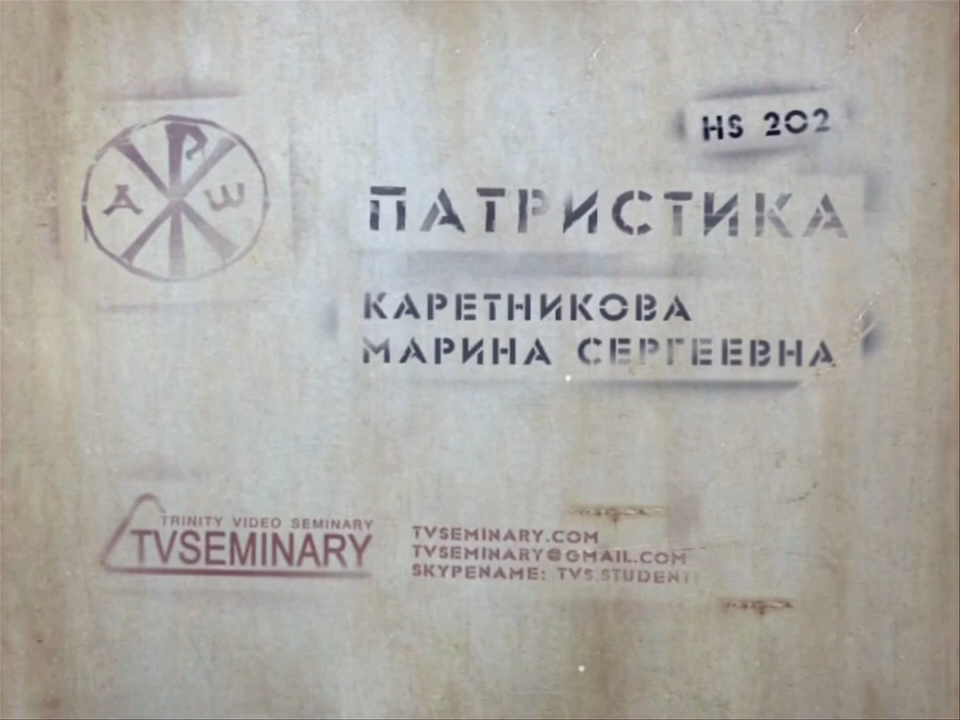 HS 202
Α Ρ ω
ПАТРИСТИКА
КАРЕТНИКОВА
МАРИНА СЕРГЕЕВНА
TRINITY VIDEO SEMINARY
TVSEMINARY
TVSEMINARY.COM
TVSEMINARY@GMAIL.COM
SKYPENAME: TVS.STUDENT